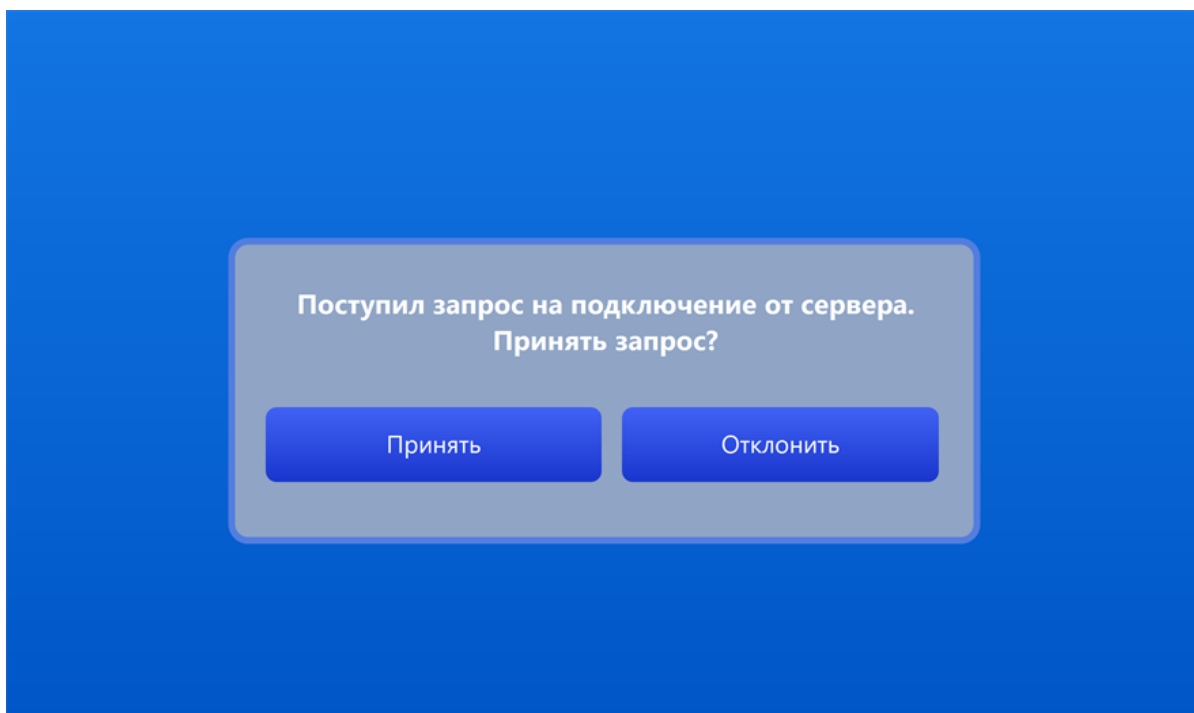 Поступил запрос на подключение от сервера.
Принять запрос?
Принять
Отклонить